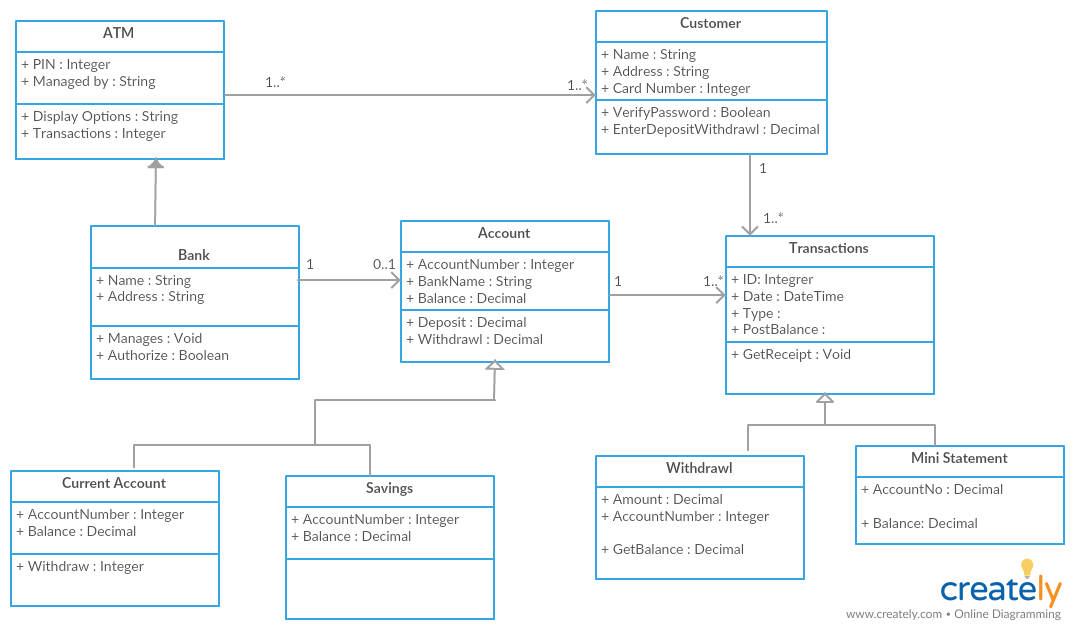 ATM
+ PIN : Integer
+ Managed by : String
+ Display Options : String
+ Transactions : Integer
1..*
1..*
Customer
+ Name : String
+ Address : String
+ Card Number : Integer
+ VerifyPassword : Boolean
+ EnterDepositWithdrawl : Decimal
1
1..*
Bank
+ Name : String
+ Address : String
+ Manages : Void
+ Authorize : Boolean
1
0..1
Account
+ AccountNumber : Integer
+ BankName : String
+ Balance : Decimal
+ Deposit : Decimal
+ Withdrawl : Decimal
1
1..*
Transactions
+ ID: Integrer
+ Date : DateTime
+ Type :
+ PostBalance :
+ GetReceipt : Void
Current Account
+ AccountNumber : Integer
+ Balance : Decimal
+ Withdraw : Integer
Savings
+ AccountNumber : Integer
+ Balance : Decimal
Withdrawl
+ Amount : Decimal
+ AccountNumber : Integer
+ GetBalance : Decimal
Mini Statement
+ AccountNo : Decimal
+ Balance: Decimal
creately
www.creately.com • Online Diagramming